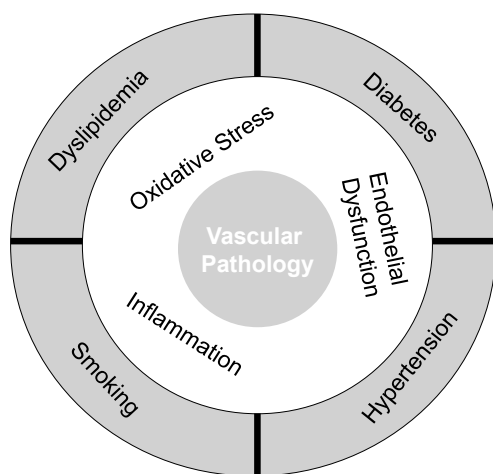 Dyslipidemia
Diabetes
Oxidative Stress
Endothelial
Dysfunction
Vascular
Pathology
Inflammation
Smoking
Hypertension